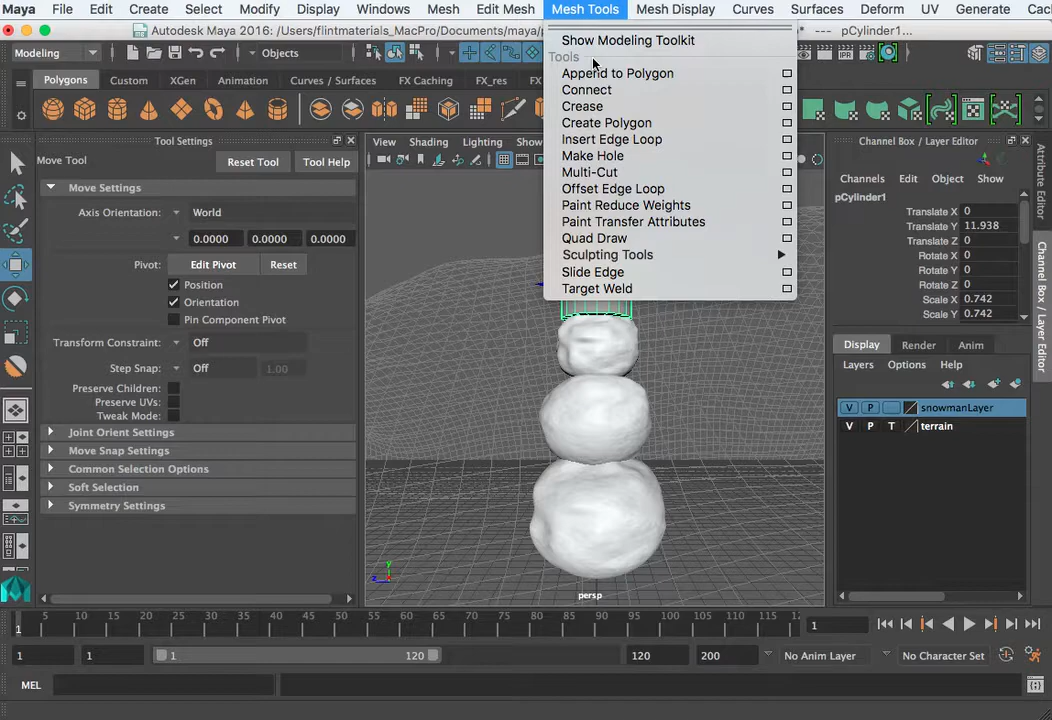 Maya File Edit Create Select Modify Display Windows Mesh Edit Mesh Mesh Tools Mesh Display Curves Surfaces Deform UV Generate
Autodesk Maya 2016: /Users/flintmaterials_MacPro/Documents/maya/p
pCylinder1...
Modeling
Objects
Polygons Custom XGen Animation Curves / Surfaces FX Caching FX_res
Show Modeling Toolkit
Tools
Append to Polygon
Connect
Crease
Create Polygon
Insert Edge Loop
Make Hole
Multi-Cut
Offset Edge Loop
Paint Reduce Weights
Paint Transfer Attributes
Quad Draw
Sculpting Tools
Slide Edge
Target Weld
Tool Settings
Move Tool
Reset Tool
Tool Help
Move Settings
Axis Orientation: World
0.0000 0.0000 0.0000
Pivot: Edit Pivot Reset
Position
Orientation
Pin Component Pivot
Transform Constraint: Off
Step Snap: Off 1.00
Preserve Children:
Preserve UVs:
Tweak Mode:
Joint Orient Settings
Move Snap Settings
Common Selection Options
Soft Selection
Symmetry Settings
View Shading Lighting Show
persp
y
z
Channel Box / Layer Editor
Channels Edit Object Show
pCylinder1
Translate X 0
Translate Y 11.938
Translate Z 0
Rotate X 0
Rotate Y 0
Rotate Z 0
Scale X 0.742
Scale Y 0.742
Display Render Anim
Layers Options Help
V P snowmanLayer
V P T terrain
Attribute Editor
Channel Box / Layer Editor
1 5 10 15 20 25 30 35 40 45 50 55 60 65 70 75 80 85 90 95 100 105 110 115
1
1 1 1 120 120 200 No Anim Layer No Character Set
MEL